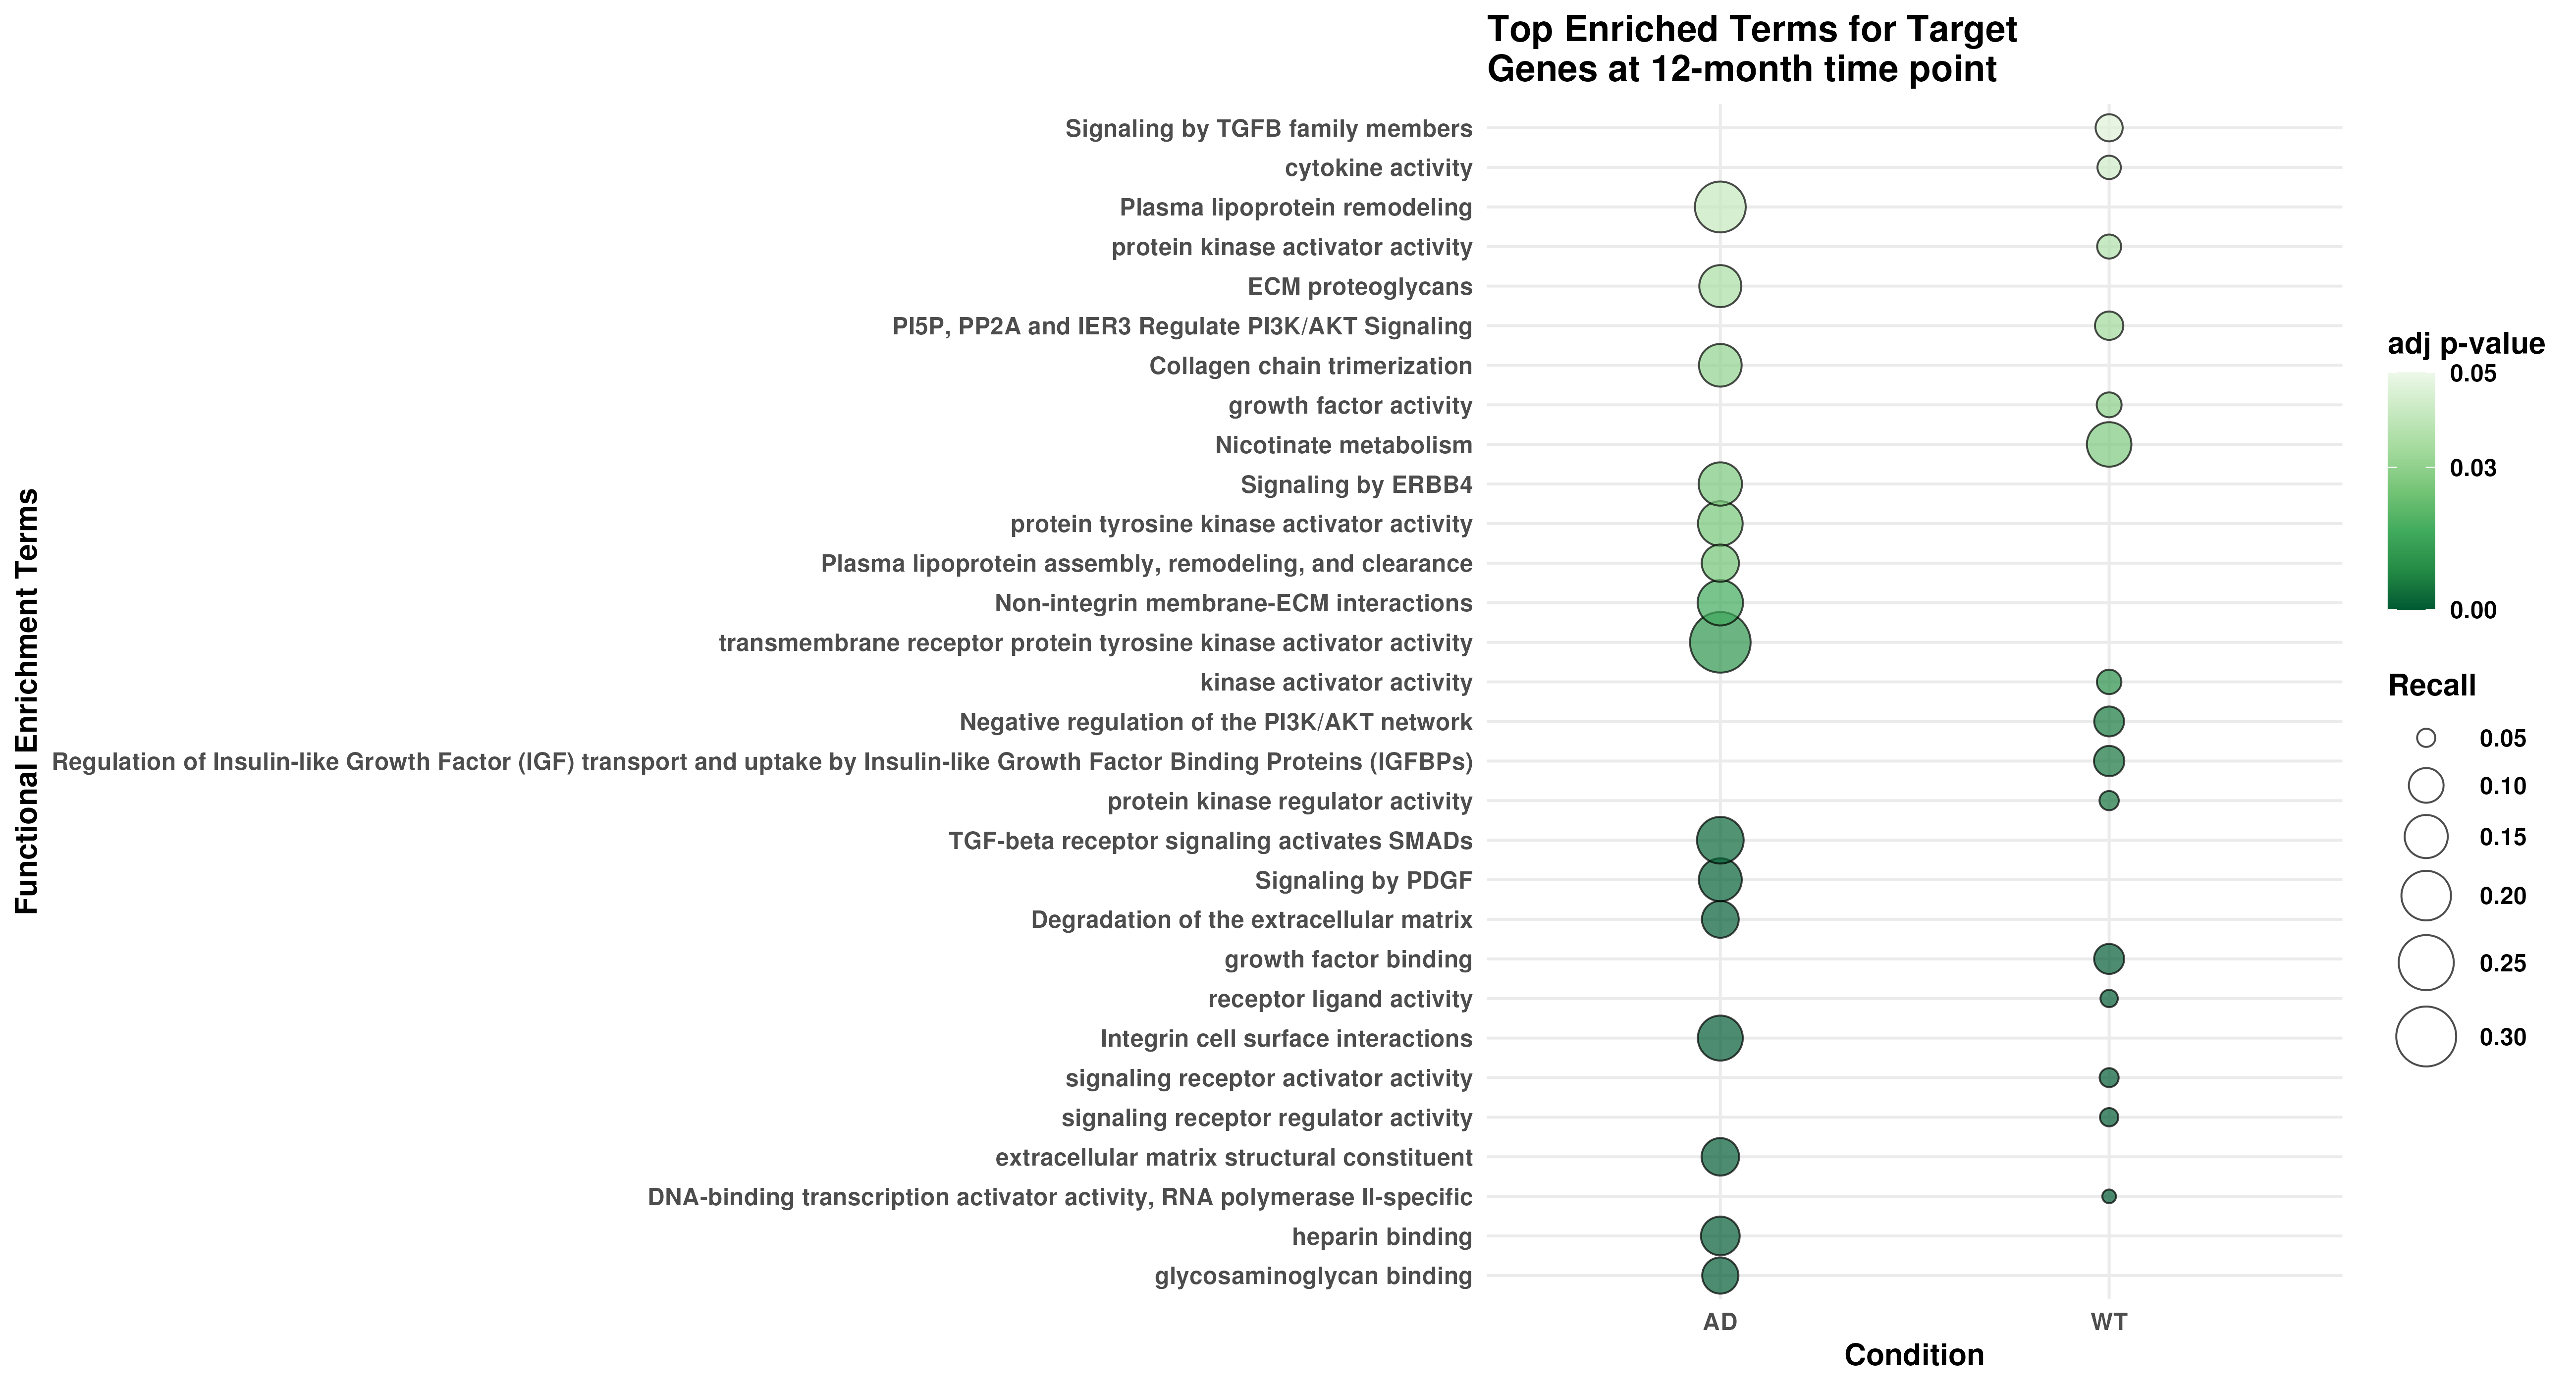 Top Enriched Terms for Target
Genes at 12-month time point
Functional Enrichment Terms
Signaling by TGFB family members
cytokine activity
Plasma lipoprotein remodeling
protein kinase activator activity
ECM proteoglycans
PI5P, PP2A and IER3 Regulate PI3K/AKT Signaling
Collagen chain trimerization
growth factor activity
Nicotinate metabolism
Signaling by ERBB4
protein tyrosine kinase activator activity
Plasma lipoprotein assembly, remodeling, and clearance
Non-integrin membrane-ECM interactions
transmembrane receptor protein tyrosine kinase activator activity
kinase activator activity
Negative regulation of the PI3K/AKT network
Regulation of Insulin-like Growth Factor (IGF) transport and uptake by Insulin-like Growth Factor Binding Proteins (IGFBPs)
protein kinase regulator activity
TGF-beta receptor signaling activates SMADs
Signaling by PDGF
Degradation of the extracellular matrix
growth factor binding
receptor ligand activity
Integrin cell surface interactions
signaling receptor activator activity
signaling receptor regulator activity
extracellular matrix structural constituent
DNA-binding transcription activator activity, RNA polymerase II-specific
heparin binding
glycosaminoglycan binding
AD
WT
Condition
adj p-value
0.05
0.03
0.00
Recall
0.05
0.10
0.15
0.20
0.25
0.30